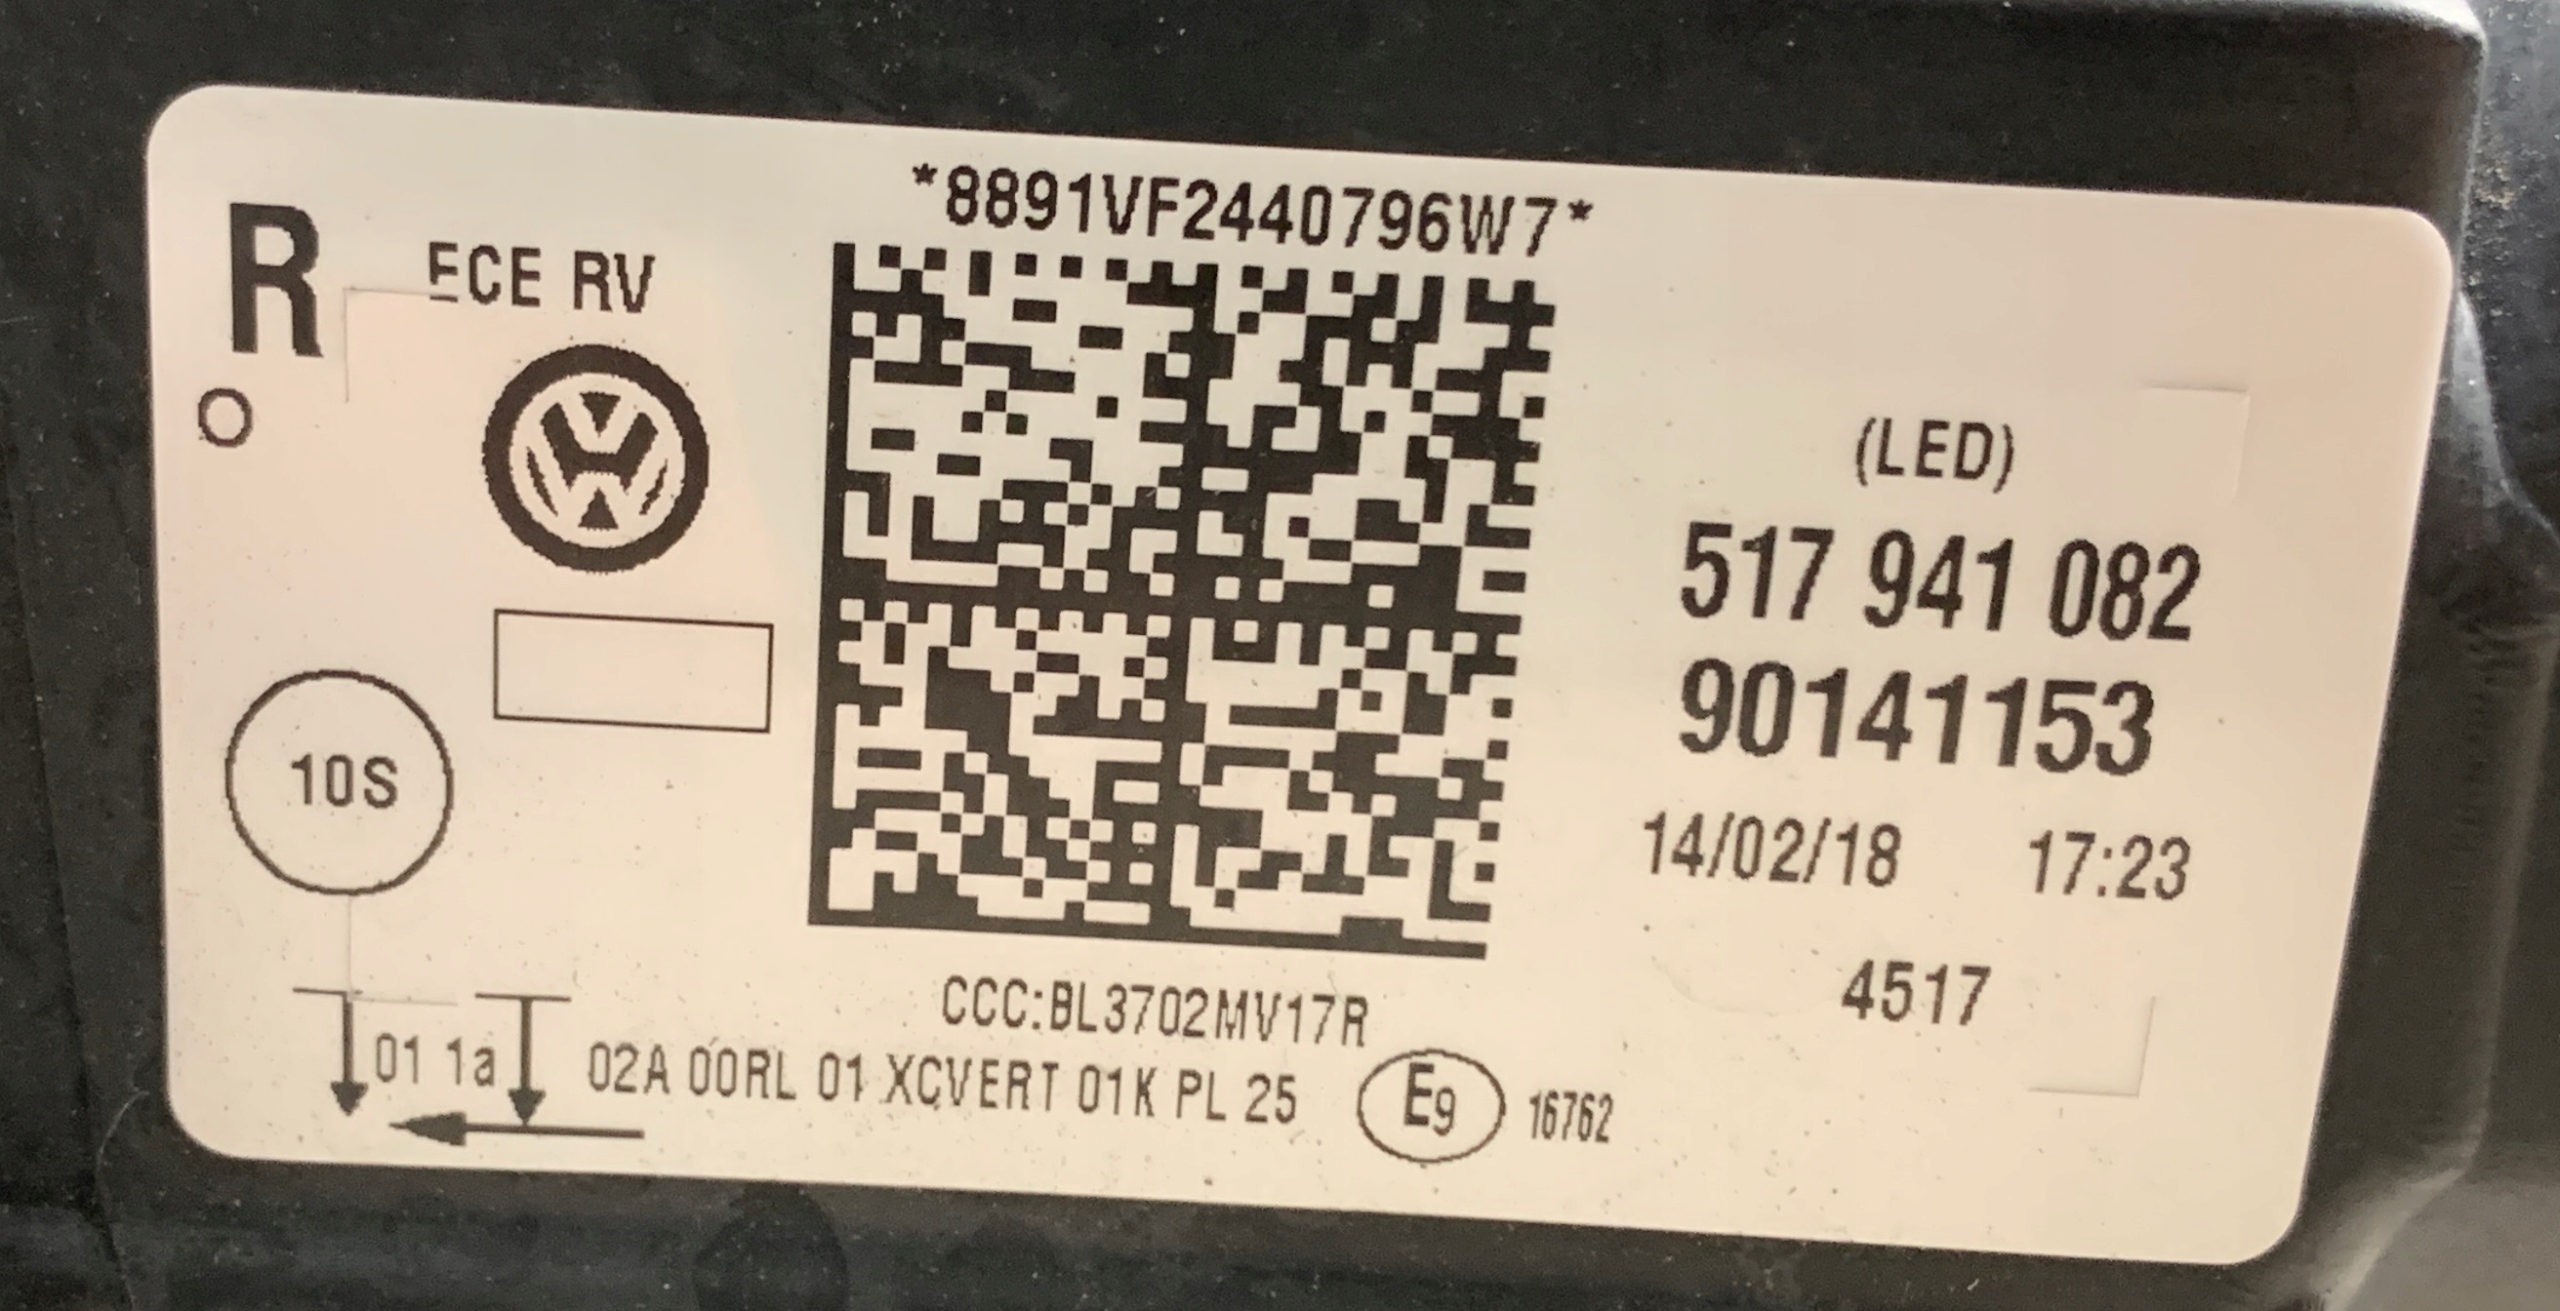 *8891VF2440796W7*
R
ECE RV
(LED)
517 941 082
90141153
10S
14/02/18 17:23
4517
CCC:BL3702MV17R
01 1a 02A 00RL 01 XCVERT 01K PL 25 E9 16762